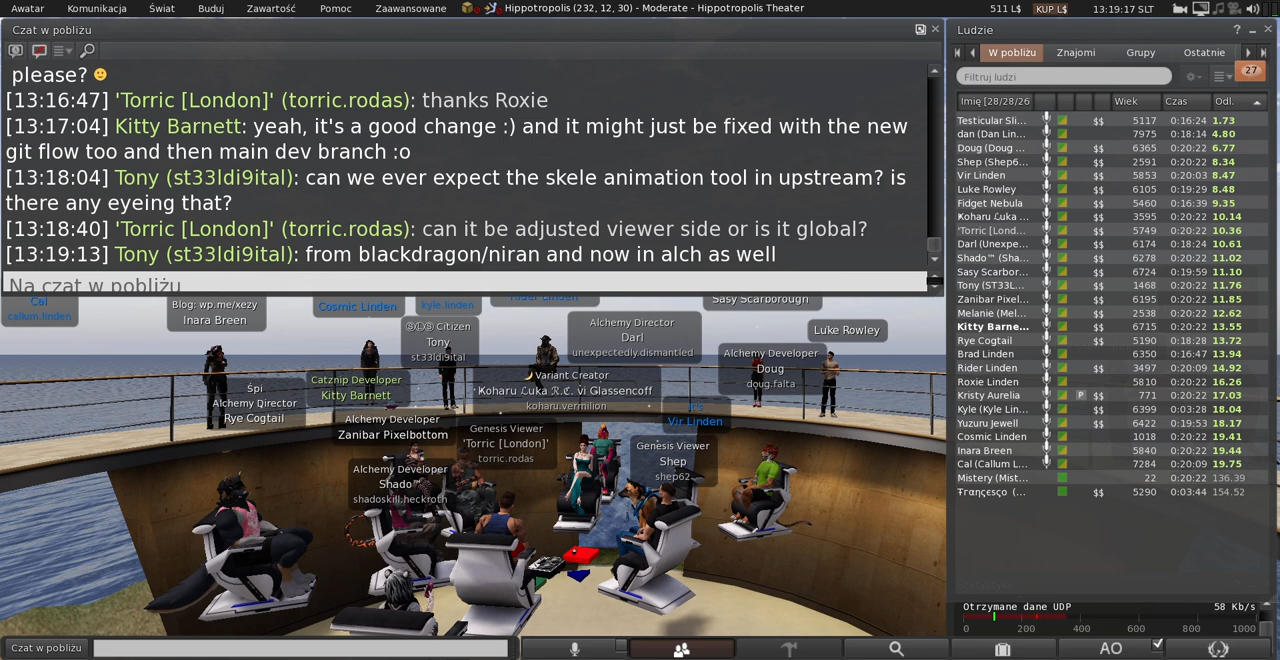 Awatar Komunikacja Świat Buduj Zawartość Pomoc Zaawansowane Hippotropolis (232, 12, 30) - Moderate - Hippotropolis Theater 511 L$ KUP L$ 13:19:17 SLT
Czat w pobliżu
please?
[13:16:47] 'Torric [London]' (torric.rodas): thanks Roxie
[13:17:04] Kitty Barnett: yeah, it's a good change :) and it might just be fixed with the new
git flow too and then main dev branch :o
[13:18:04] Tony (st33ldi9ital): can we ever expect the skele animation tool in upstream? is
there any eyeing that?
[13:18:40] 'Torric [London]' (torric.rodas): can it be adjusted viewer side or is it global?
[13:19:13] Tony (st33ldi9ital): from blackdragon/niran and now in alch as well
Na czat w pobliżu
Cal
callum.linden
Blog: wp.me/xezy
Inara Breen
Cosmic Linden
kyle.linden
Rider Linden
Sasy Scarborough
ⓈⓁⓈ Citizen
Tony
st33ldi9ital
Alchemy Director
Darl
unexpectedly.dismantled
Luke Rowley
Alchemy Developer
Doug
doug.falta
Śpi
Alchemy Director
Rye Cogtail
Catznip Developer
Kitty Barnett
Variant Creator
Koharu Ꮭuka ℛ.ℭ. ѷi Glassencoff
koharu.vermilion
Vir Linden
Alchemy Developer
Zanibar Pixelbottom
Genesis Viewer
'Torric [London]'
torric.rodas
Genesis Viewer
Shep
shep62
Alchemy Developer
Shado™
shadoskill.heckroth
Ludzie
W pobliżu Znajomi Grupy Ostatnie
Filtruj ludzi 27
Imię [28/28/26 Wiek Czas Odl.
Testicular Sli... $$ 5117 0:16:24 1.73
dan (Dan Lin... 7975 0:18:14 4.80
Doug (Doug ... $$ 6365 0:20:22 6.77
Shep (Shep6... $$ 2591 0:20:22 8.34
Vir Linden $$ 5853 0:20:03 8.47
Luke Rowley $$ 6105 0:19:29 8.48
Fidget Nebula $$ 5460 0:16:39 9.35
Koharu Ꮭuka ... $$ 3595 0:20:22 10.14
'Torric [Lond... $$ 5749 0:20:22 10.36
Darl (Unexpe... $$ 6174 0:18:24 10.61
Shado™ (Sha... $$ 6278 0:20:22 11.02
Sasy Scarbor... $$ 6724 0:19:59 11.10
Tony (ST33L... $$ 1468 0:20:22 11.76
Zanibar Pixel... $$ 6195 0:20:22 11.85
Melanie (Mel... $$ 2538 0:20:22 12.62
Kitty Barne... $$ 6715 0:20:22 13.55
Rye Cogtail $$ 5190 0:18:28 13.72
Brad Linden 6350 0:16:47 13.94
Rider Linden $$ 3497 0:20:09 14.92
Roxie Linden 5810 0:20:22 16.26
Kristy Aurelia P $$ 771 0:20:22 17.03
Kyle (Kyle Lin... $$ 6399 0:03:28 18.04
Yuzuru Jewell $$ 6422 0:19:53 18.17
Cosmic Linden 1018 0:20:22 19.41
Inara Breen 5840 0:20:22 19.44
Cal (Callum L... 7284 0:20:09 19.75
Mistery (Mist... 22 0:20:22 136.39
Ŧrąnçesço (... $$ 5290 0:03:44 154.52
Otrzymane dane UDP 58 Kb/s
0 200 400 600 800 1000
Czat w pobliżu AO